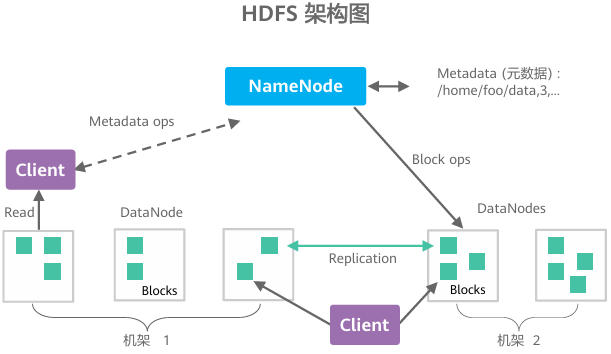 HDFS 架构图
NameNode
Metadata (元数据) :
/home/foo/data,3,...
Metadata ops
Block ops
Client
Read
DataNode
DataNodes
Replication
Blocks
Blocks
Client
机架 1
机架 2